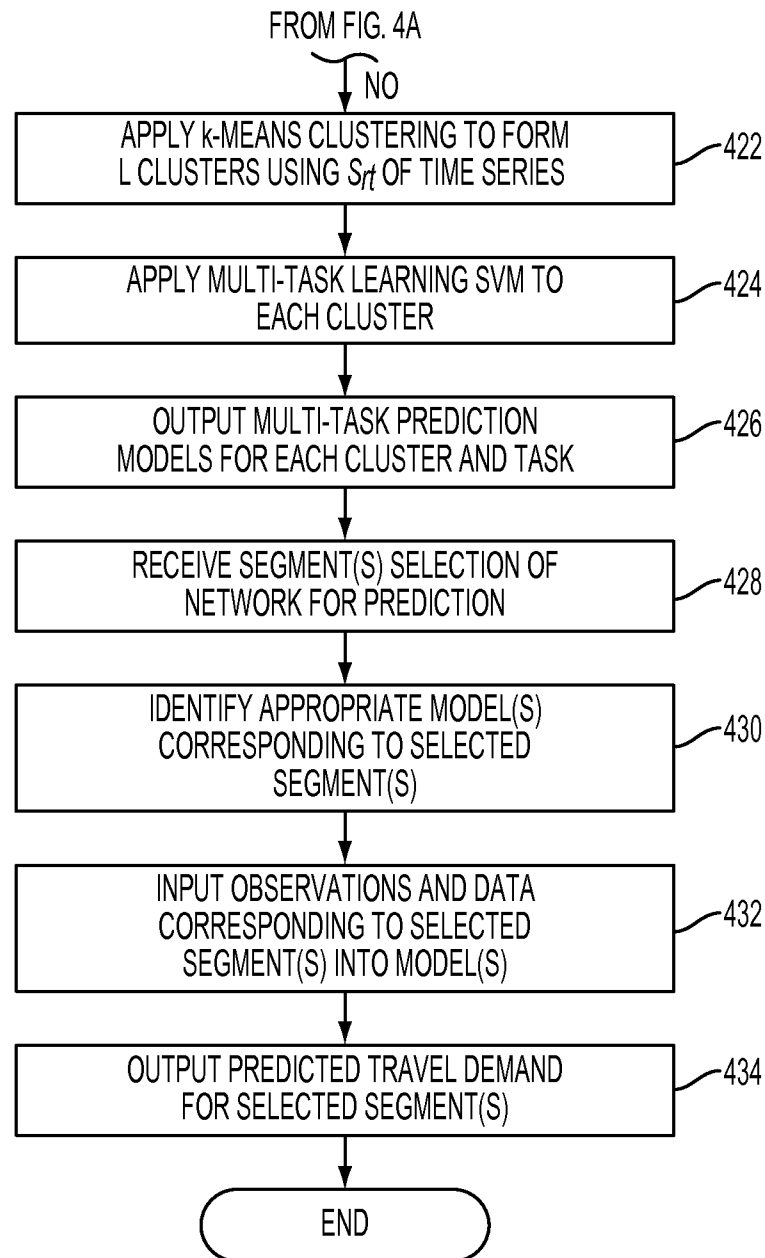 FROM FIG. 4A
NO
APPLY k-MEANS CLUSTERING TO FORM
L CLUSTERS USING Srt OF TIME SERIES
422
APPLY MULTI-TASK LEARNING SVM TO
EACH CLUSTER
424
OUTPUT MULTI-TASK PREDICTION
MODELS FOR EACH CLUSTER AND TASK
426
RECEIVE SEGMENT(S) SELECTION OF
NETWORK FOR PREDICTION
428
IDENTIFY APPROPRIATE MODEL(S)
CORRESPONDING TO SELECTED
SEGMENT(S)
430
INPUT OBSERVATIONS AND DATA
CORRESPONDING TO SELECTED
SEGMENT(S) INTO MODEL(S)
432
OUTPUT PREDICTED TRAVEL DEMAND
FOR SELECTED SEGMENT(S)
434
END